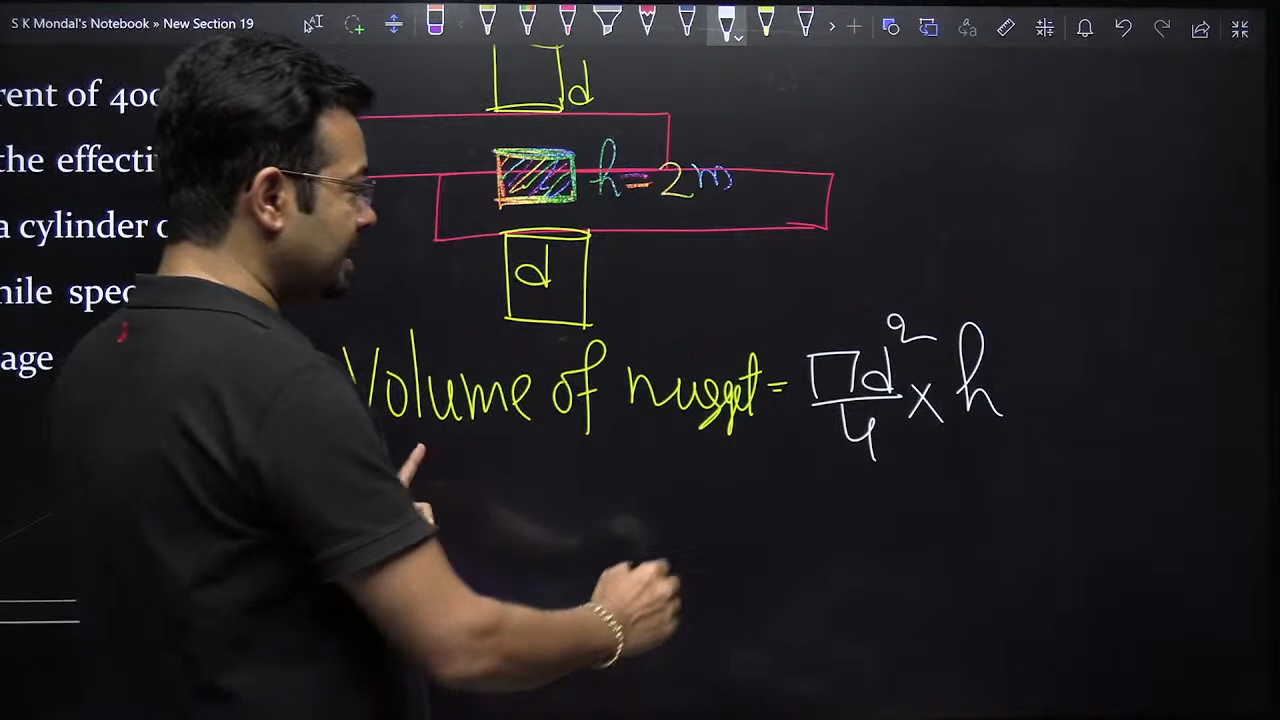 S K Mondal's Notebook » New Section 19
rent of 400
the effecti
a cylinder
hile spec
age
d
h = 2m
d
Volume of nugget = πd²/4 × h